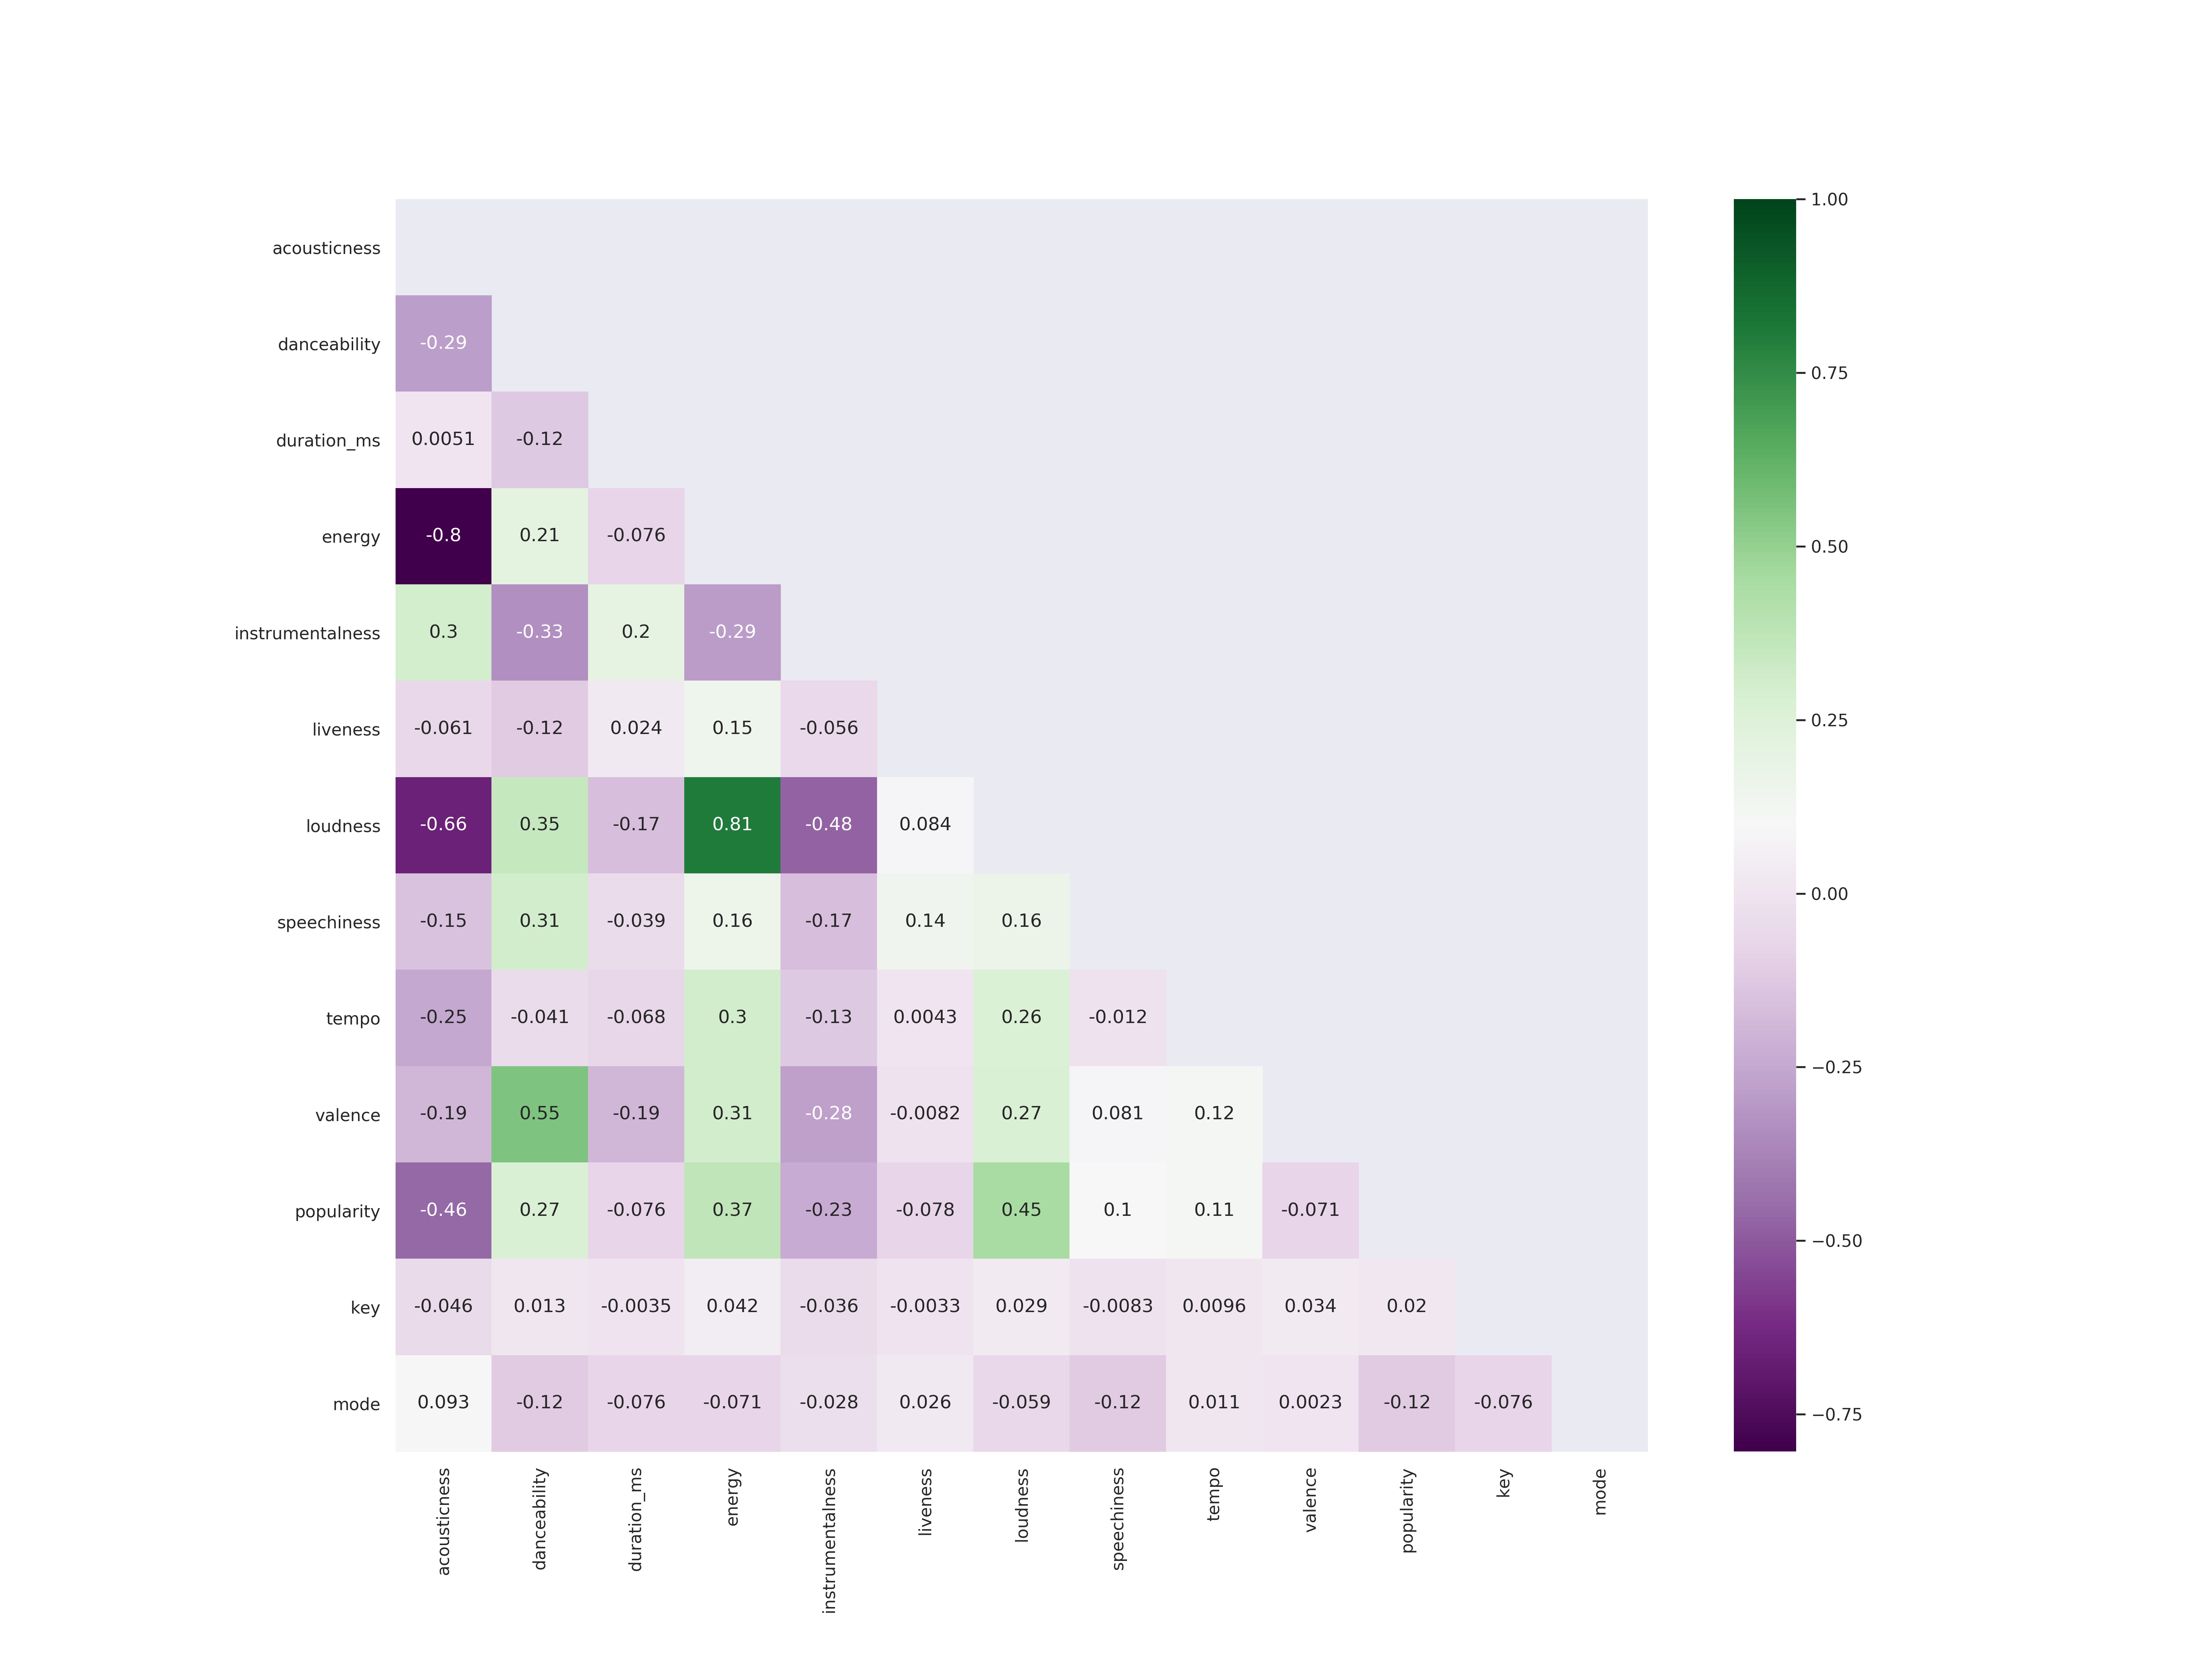 1.00
acousticness
danceability -0.29
0.75
duration_ms 0.0051 -0.12
energy -0.8 0.21 -0.076
0.50
instrumentalness 0.3 -0.33 0.2 -0.29
0.25
liveness -0.061 -0.12 0.024 0.15 -0.056
loudness -0.66 0.35 -0.17 0.81 -0.48 0.084
0.00
speechiness -0.15 0.31 -0.039 0.16 -0.17 0.14 0.16
tempo -0.25 -0.041 -0.068 0.3 -0.13 0.0043 0.26 -0.012
−0.25
valence -0.19 0.55 -0.19 0.31 -0.28 -0.0082 0.27 0.081 0.12
popularity -0.46 0.27 -0.076 0.37 -0.23 -0.078 0.45 0.1 0.11 -0.071
−0.50
key -0.046 0.013 -0.0035 0.042 -0.036 -0.0033 0.029 -0.0083 0.0096 0.034 0.02
mode 0.093 -0.12 -0.076 -0.071 -0.028 0.026 -0.059 -0.12 0.011 0.0023 -0.12 -0.076
−0.75
acousticness
danceability
duration_ms
energy
instrumentalness
liveness
loudness
speechiness
tempo
valence
popularity
key
mode